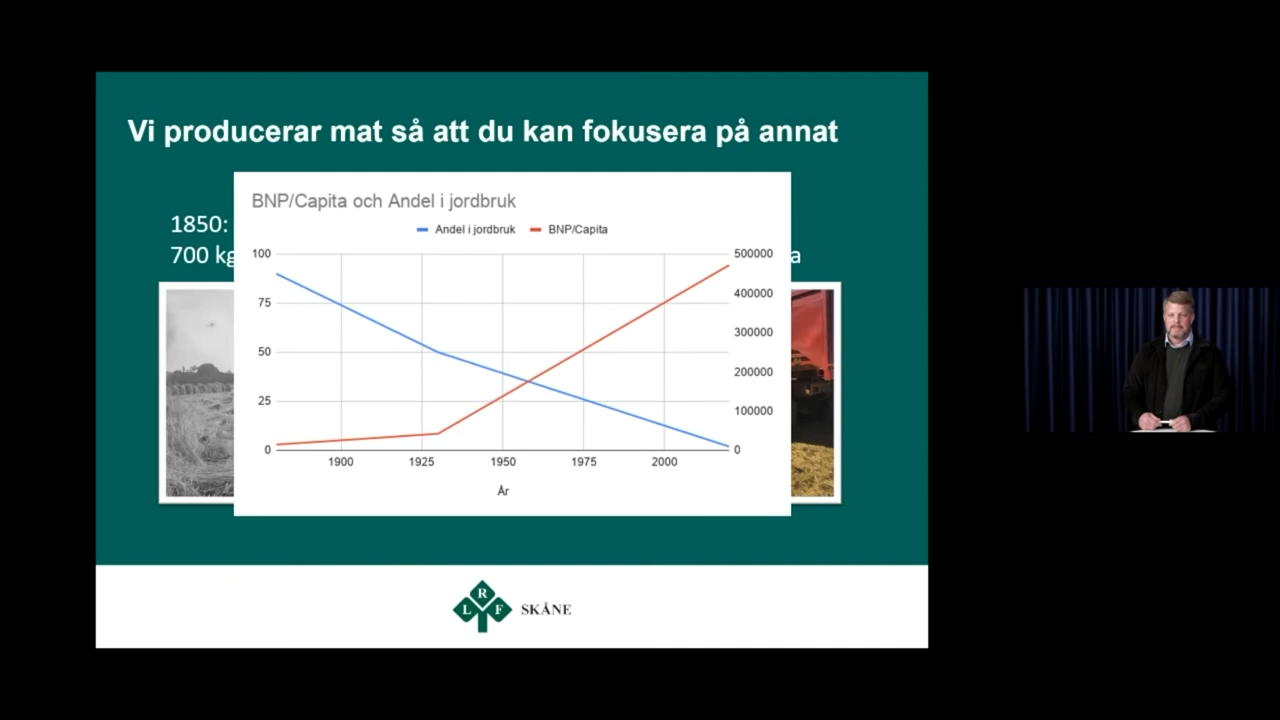 Vi producerar mat så att du kan fokusera på annat
1850:
700 kg
a
BNP/Capita och Andel i jordbruk
Andel i jordbruk BNP/Capita
100 500000
400000
75
300000
50
200000
25
100000
0 0
1900 1925 1950 1975 2000
År
L R F SKÅNE